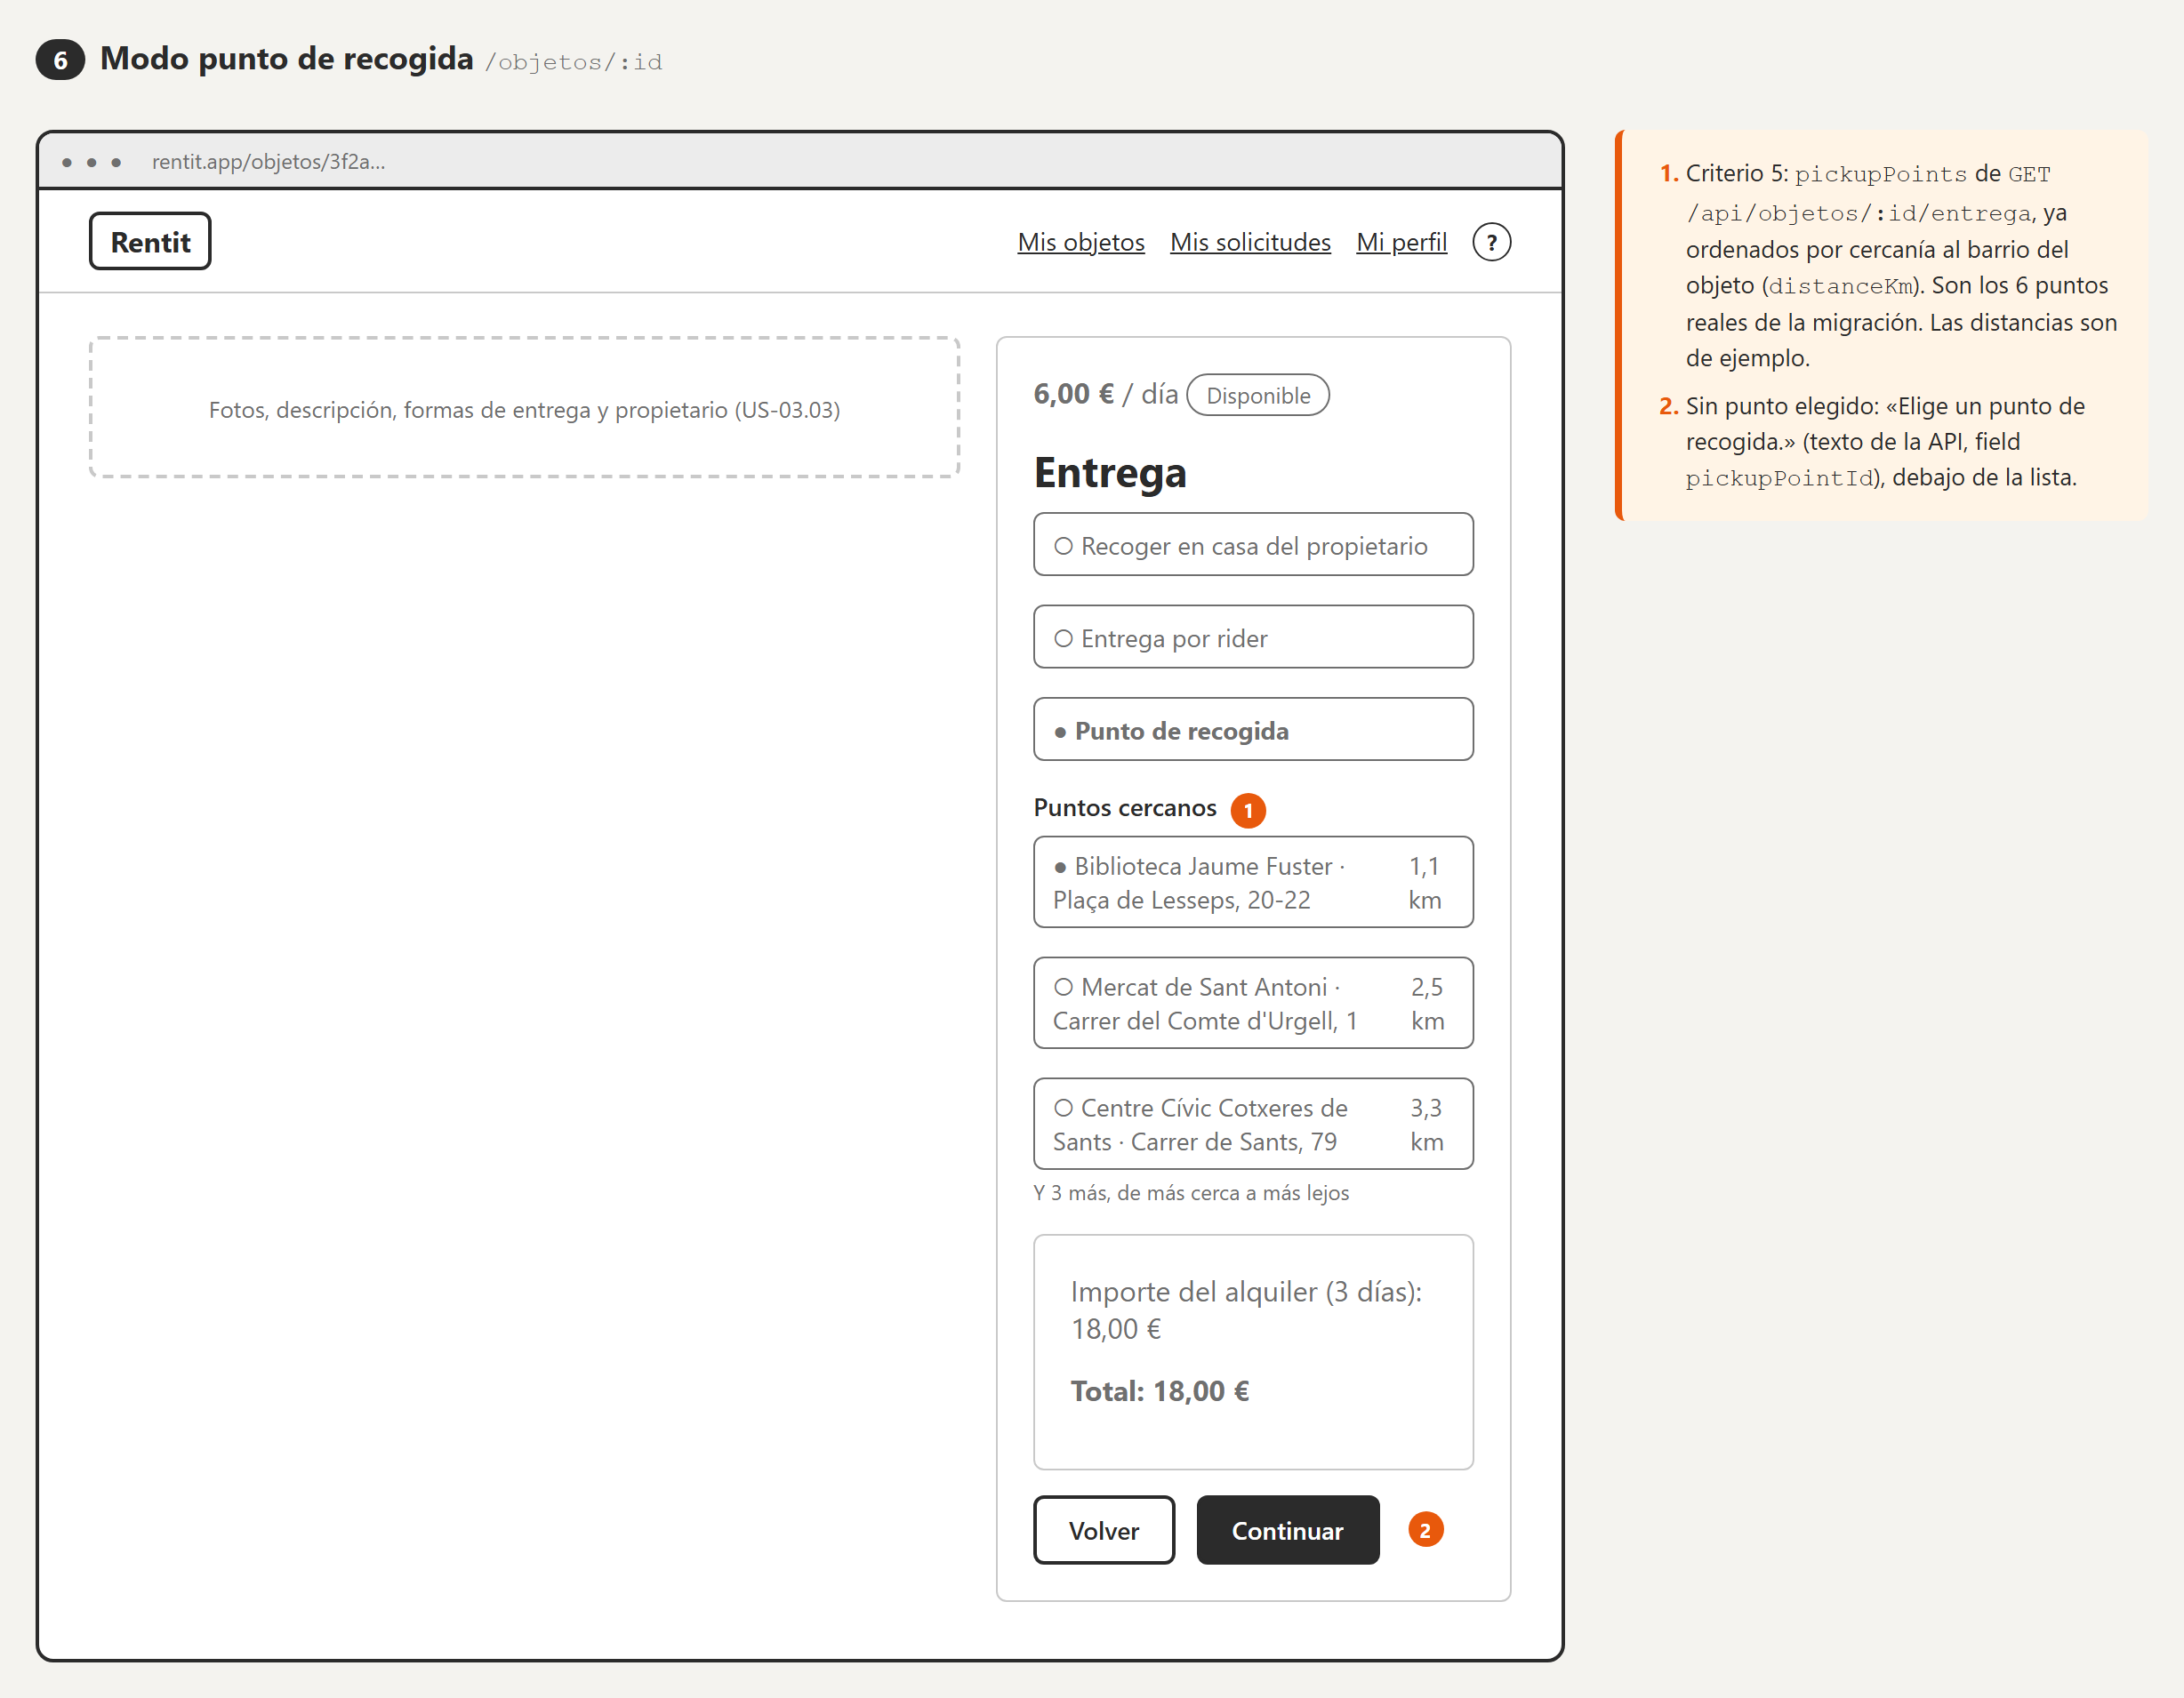 6 Modo punto de recogida /objetos/:id
rentit.app/objetos/3f2a...
Rentit
Mis objetos Mis solicitudes Mi perfil ?
Fotos, descripción, formas de entrega y propietario (US-03.03)
6,00 € / día Disponible
Entrega
○ Recoger en casa del propietario
○ Entrega por rider
● Punto de recogida
Puntos cercanos 1
● Biblioteca Jaume Fuster · 1,1
Plaça de Lesseps, 20-22 km
○ Mercat de Sant Antoni · 2,5
Carrer del Comte d'Urgell, 1 km
○ Centre Cívic Cotxeres de 3,3
Sants · Carrer de Sants, 79 km
Y 3 más, de más cerca a más lejos
Importe del alquiler (3 días):
18,00 €
Total: 18,00 €
Volver Continuar 2
1. Criterio 5: pickupPoints de GET
/api/objetos/:id/entrega, ya
ordenados por cercanía al barrio del
objeto (distanceKm). Son los 6 puntos
reales de la migración. Las distancias son
de ejemplo.
2. Sin punto elegido: «Elige un punto de
recogida.» (texto de la API, field
pickupPointId), debajo de la lista.